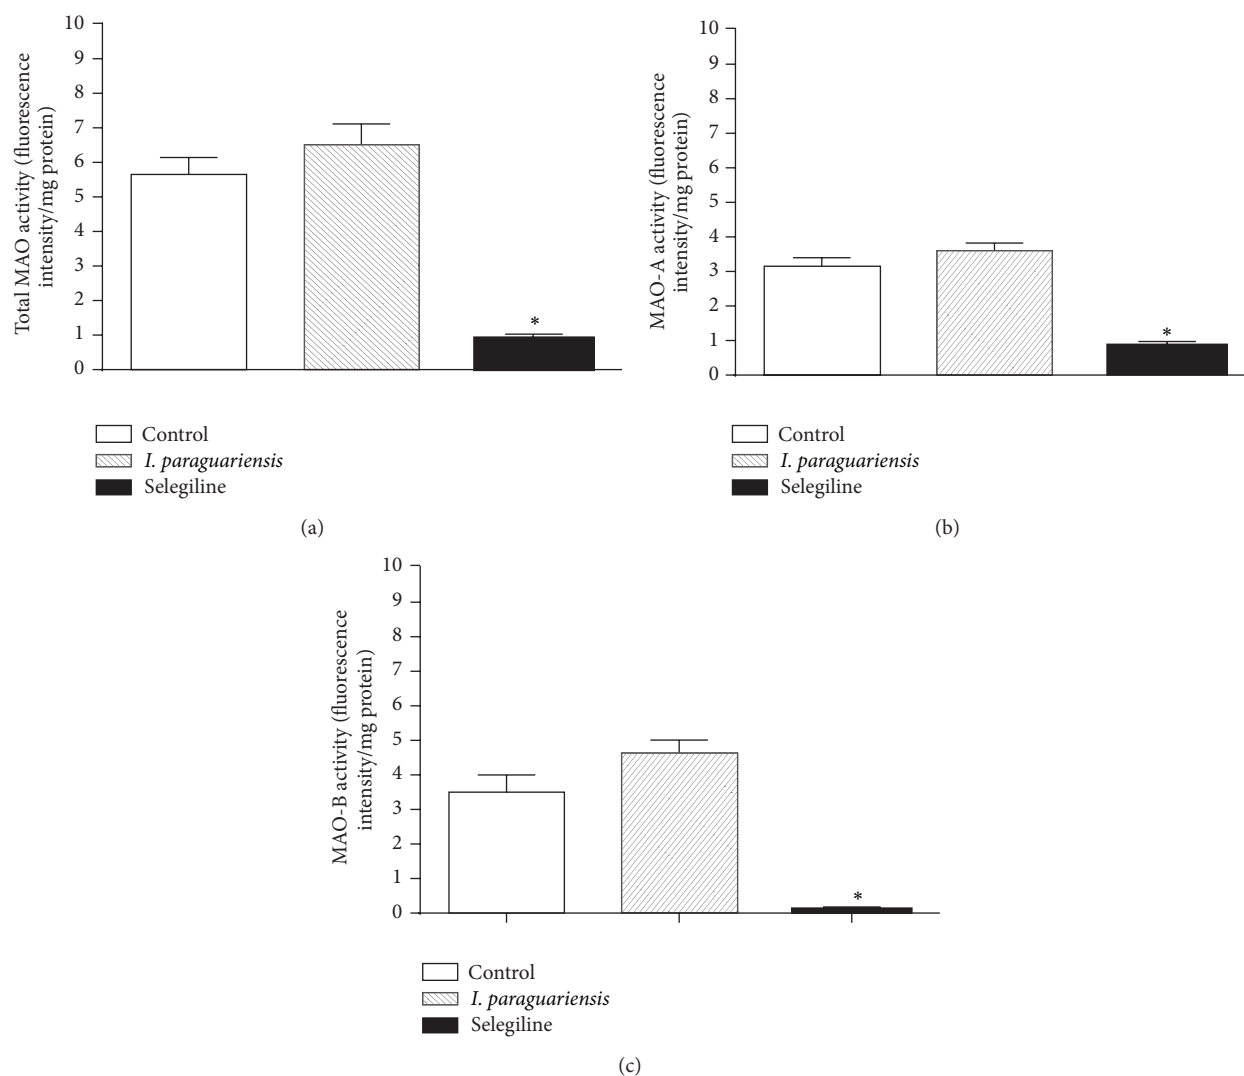 Total MAO activity (fluorescence
intensity/mg protein)
10
9
8
7
6
5
4
3
2
1
0
*
Control
I. paraguariensis
Selegiline
(a)
MAO-A activity (fluorescence
intensity/mg protein)
10
9
8
7
6
5
4
3
2
1
0
*
Control
I. paraguariensis
Selegiline
(b)
MAO-B activity (fluorescence
intensity/mg protein)
10
9
8
7
6
5
4
3
2
1
0
*
Control
I. paraguariensis
Selegiline
(c)